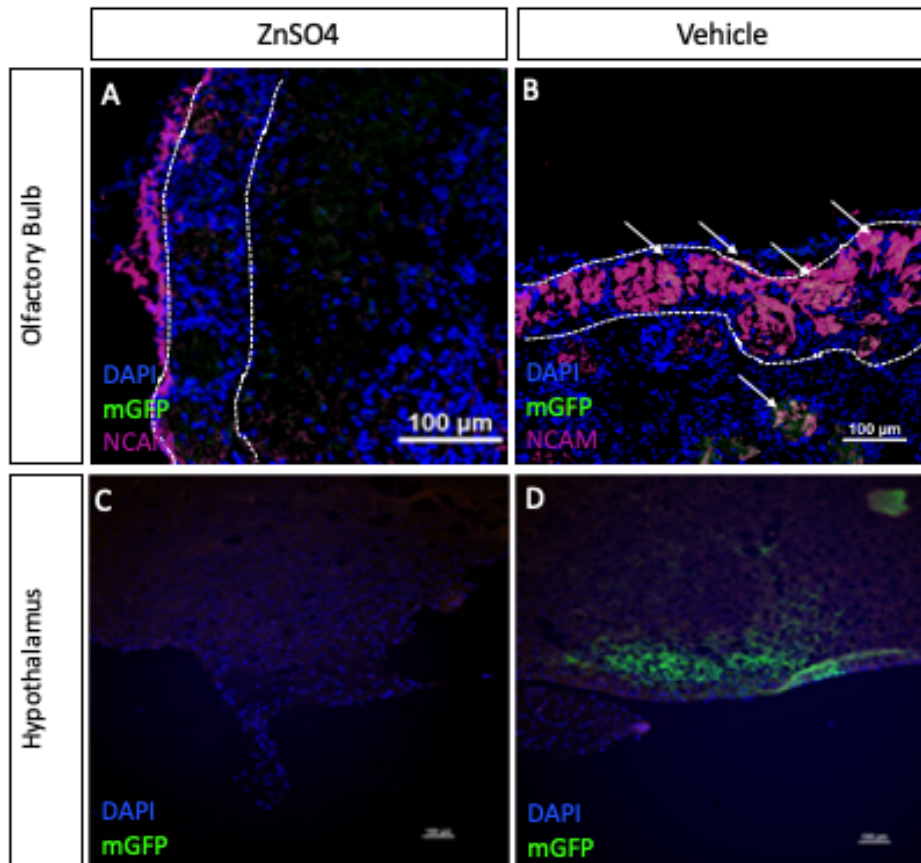 ZnSO4
Vehicle
Olfactory Bulb
A
DAPI
mGFP
NCAM
100 µm
B
DAPI
mGFP
NCAM
100 µm
Hypothalamus
C
DAPI
mGFP
D
DAPI
mGFP